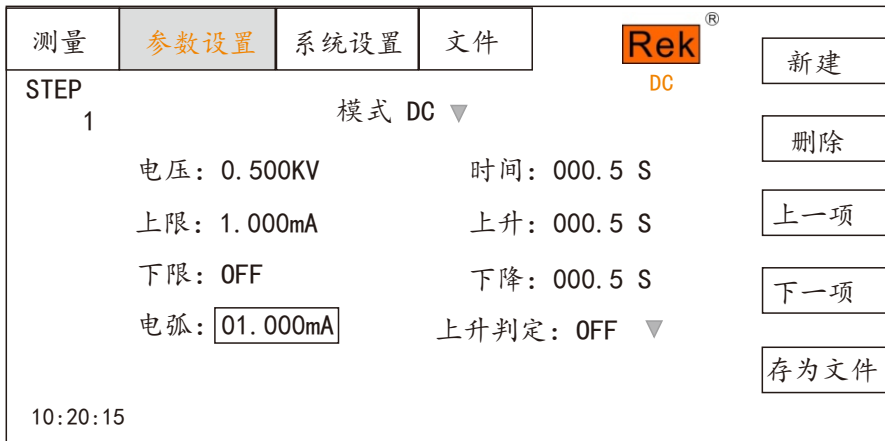 测量 参数设置 系统设置 文件 Rek®
DC
新建
STEP
1
模式 DC ▼
删除
电压: 0.500KV 时间: 000.5 S
上限: 1.000mA 上升: 000.5 S
上一项
下限: OFF 下降: 000.5 S
下一项
电弧: 01.000mA 上升判定: OFF ▼
存为文件
10:20:15